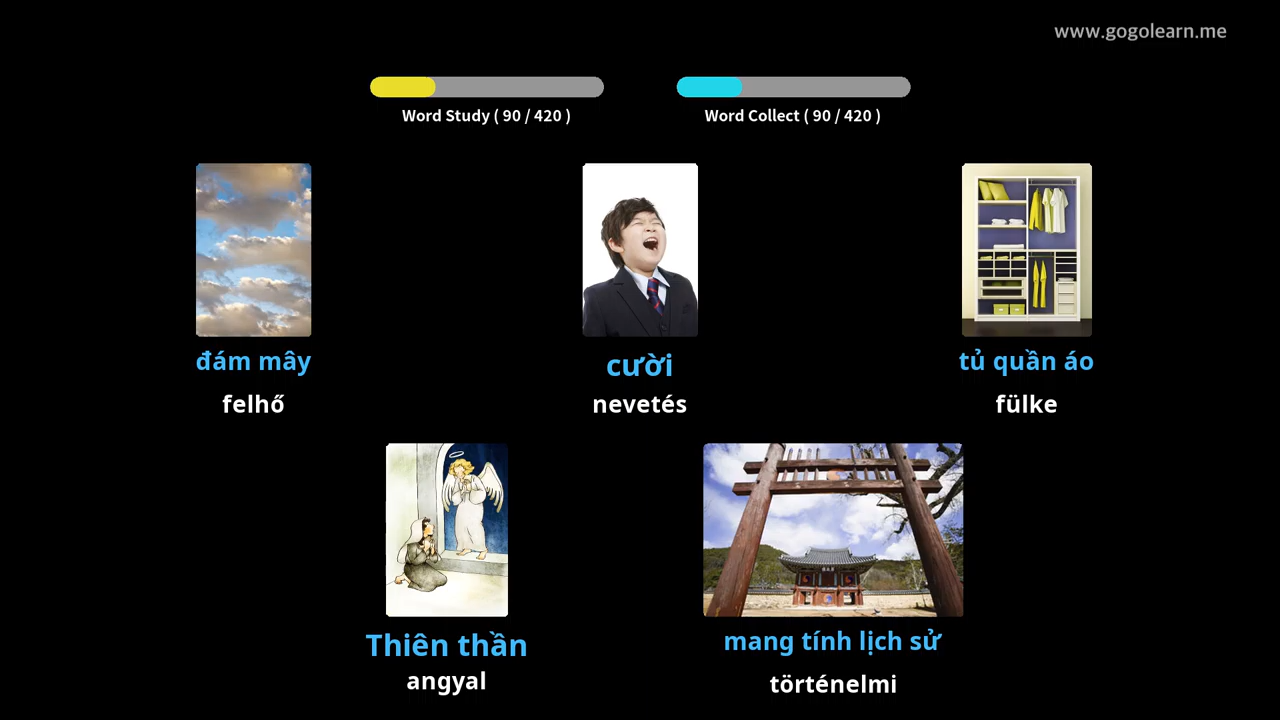 www.gogolearn.me
Word Study ( 90 / 420 )
Word Collect ( 90 / 420 )
đám mây
felhő
cười
nevetés
tủ quần áo
fülke
Thiên thần
angyal
mang tính lịch sử
történelmi